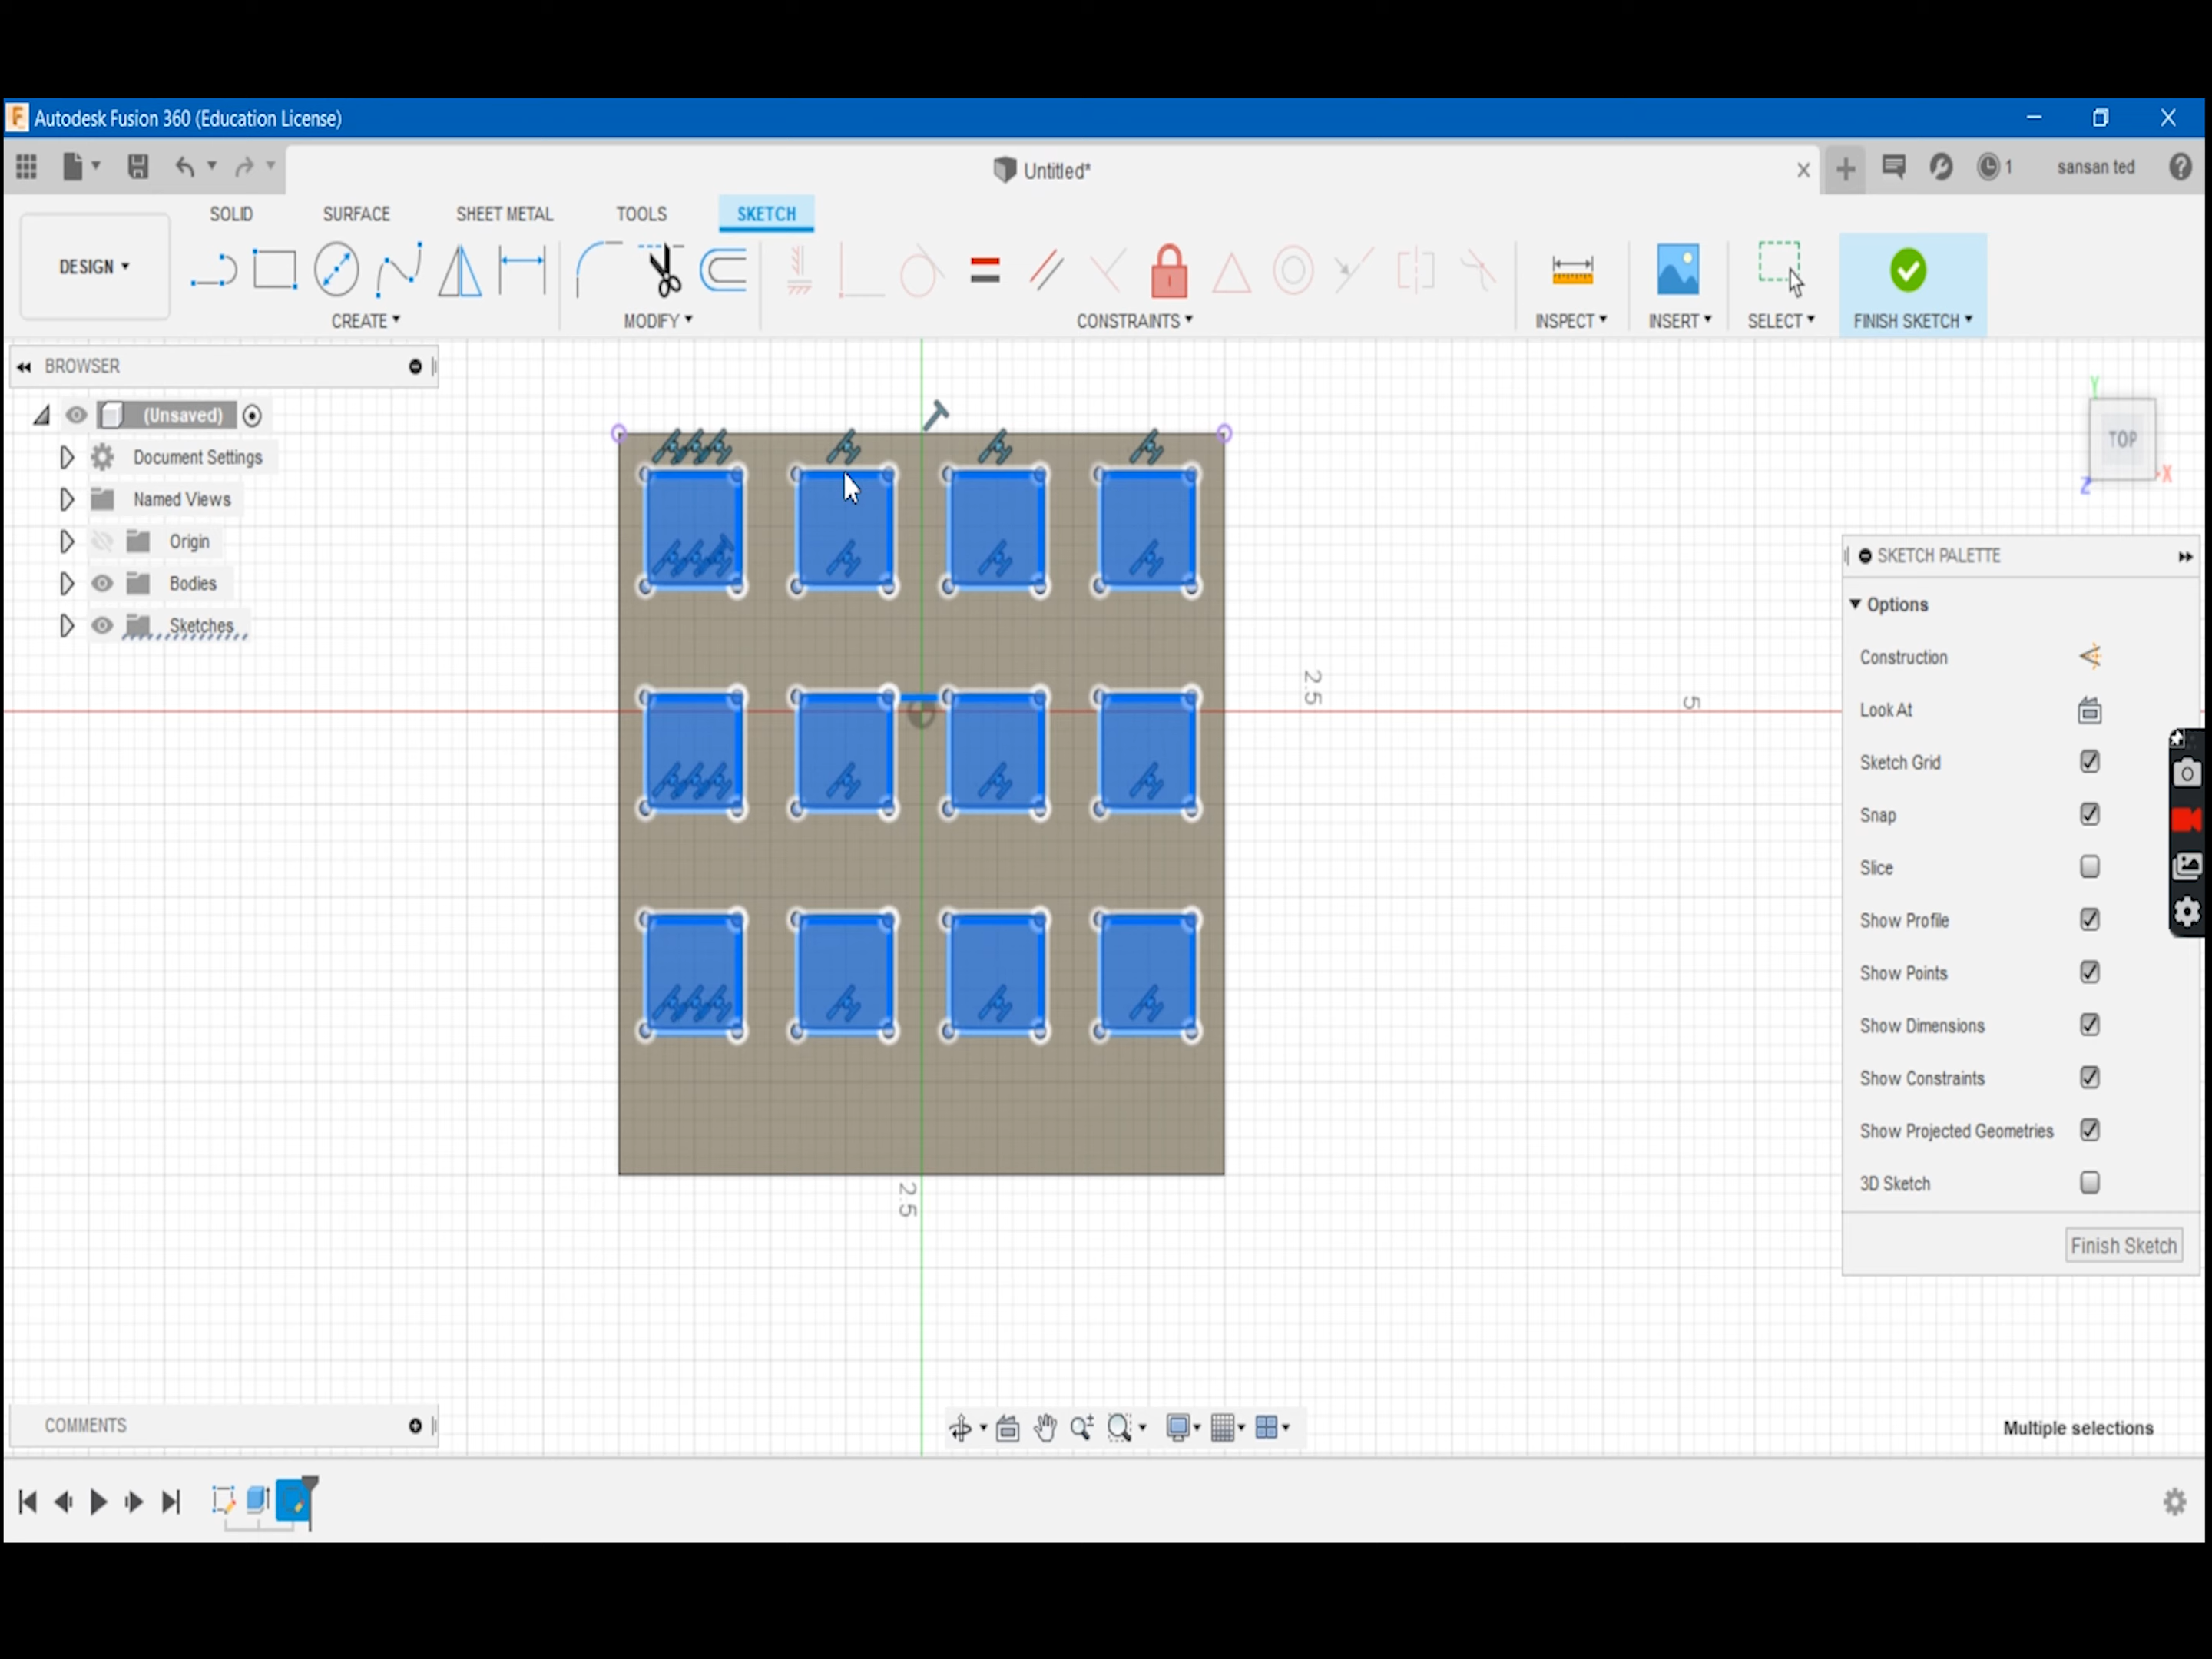 Autodesk Fusion 360 (Education License)
Untitled*
1
sansan ted
SOLID SURFACE SHEET METAL TOOLS SKETCH
DESIGN
CREATE MODIFY CONSTRAINTS INSPECT INSERT SELECT FINISH SKETCH
BROWSER
(Unsaved)
Document Settings
Named Views
Origin
Bodies
Sketches
Y
TOP
X
Z
2.5
5
2.5
SKETCH PALETTE
Options
Construction
Look At
Sketch Grid
Snap
Slice
Show Profile
Show Points
Show Dimensions
Show Constraints
Show Projected Geometries
3D Sketch
Finish Sketch
COMMENTS
Multiple selections